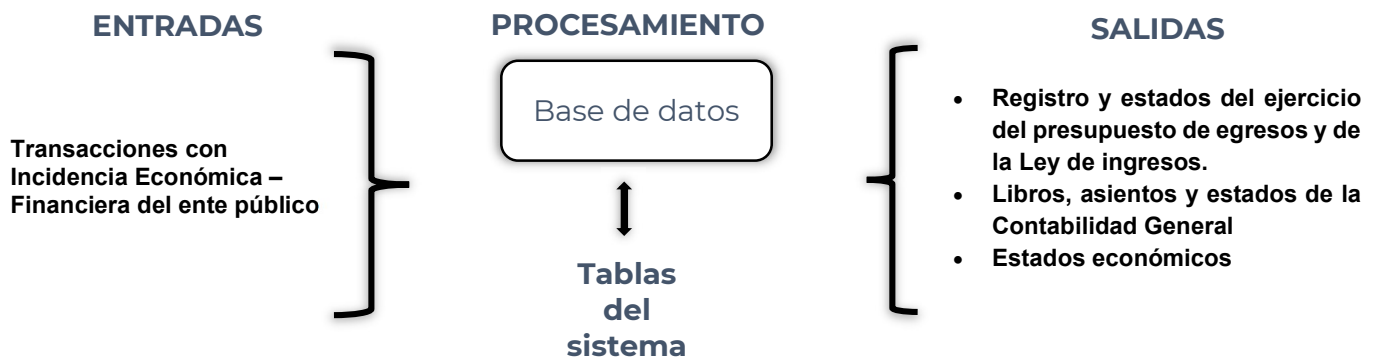 ENTRADAS
Transacciones con
Incidencia Económica –
Financiera del ente público
PROCESAMIENTO
Base de datos
Tablas
del
sistema
SALIDAS
• Registro y estados del ejercicio
del presupuesto de egresos y de
la Ley de ingresos.
• Libros, asientos y estados de la
Contabilidad General
• Estados económicos